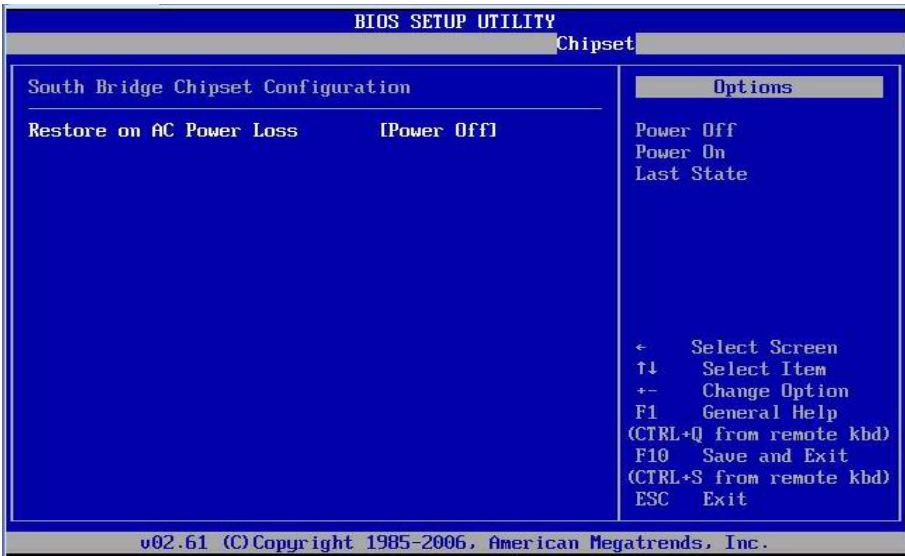 BIOS SETUP UTILITY
Chipset
South Bridge Chipset Configuration
Restore on AC Power Loss [Power Off]
Options
Power Off
Power On
Last State
← Select Screen
↑↓ Select Item
+- Change Option
F1 General Help
(CTRL+Q from remote kbd)
F10 Save and Exit
(CTRL+S from remote kbd)
ESC Exit
v02.61 (C)Copyright 1985-2006, American Megatrends, Inc.